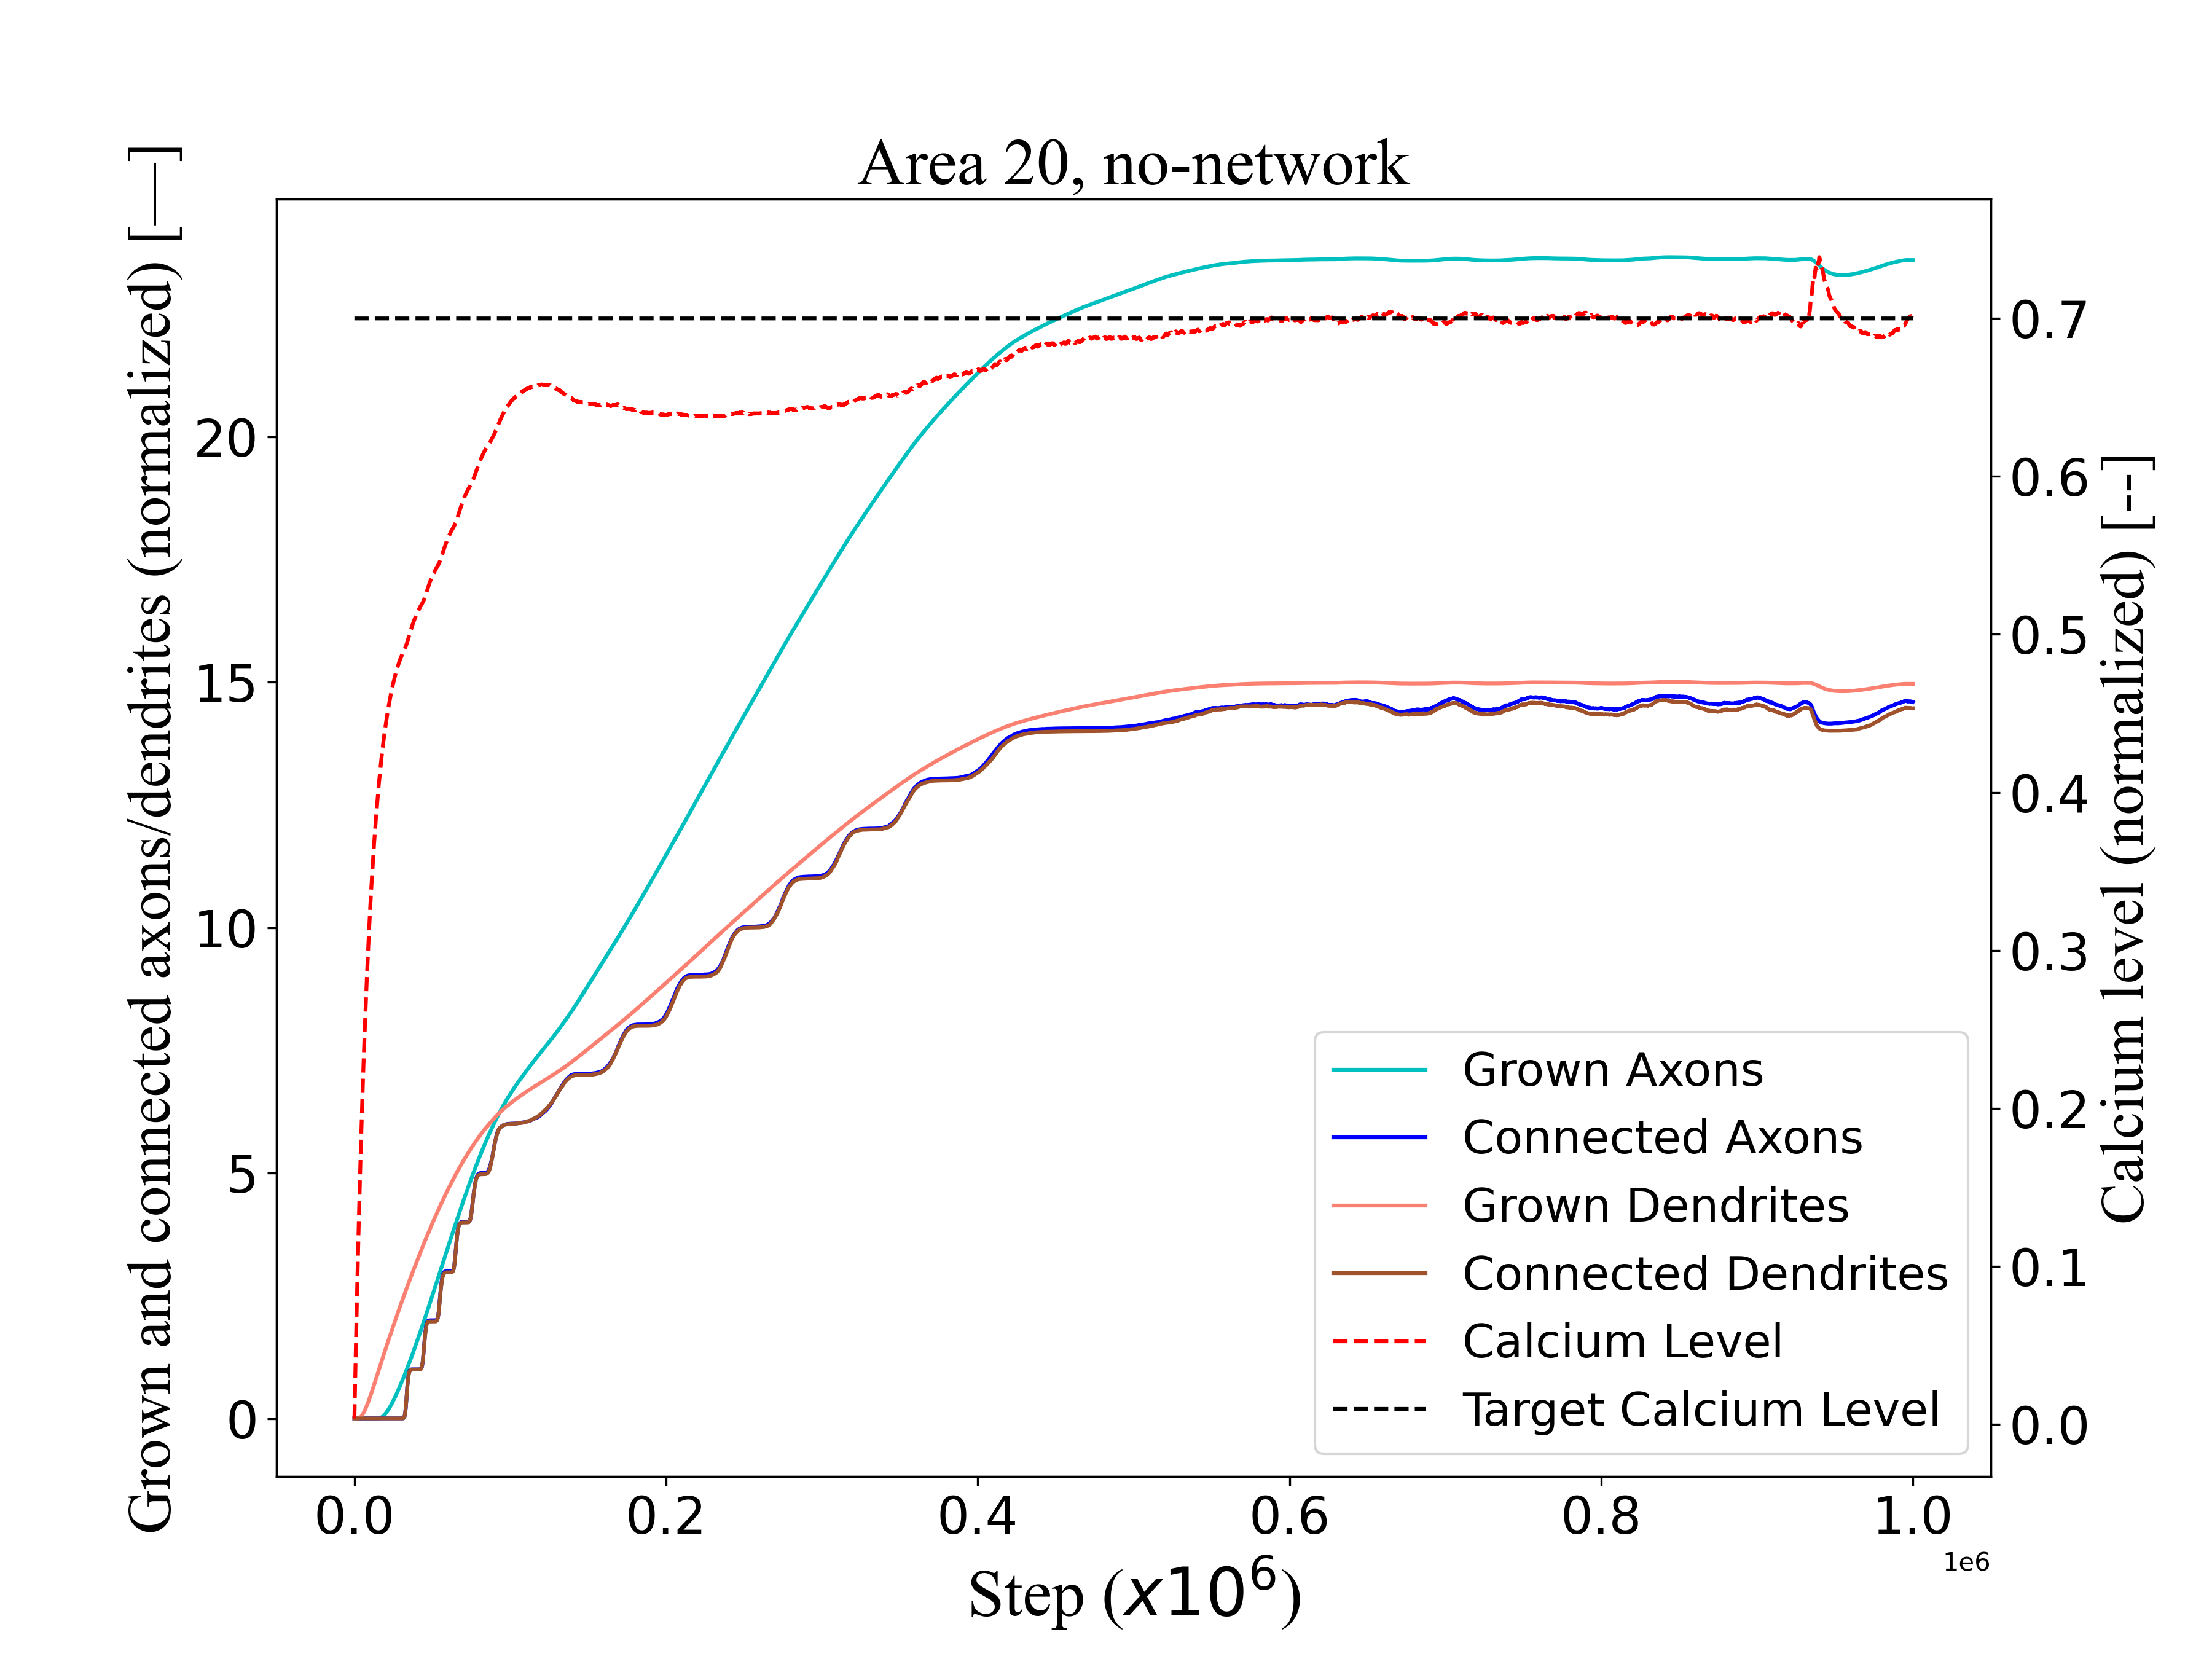 Area 20, no-network
Grown and connected axons/dendrites (normalized) [—]
20
15
10
5
0
0.7
0.6
0.5
0.4
0.3
0.2
0.1
0.0
Calcium level (normalized) [--]
Grown Axons
Connected Axons
Grown Dendrites
Connected Dendrites
Calcium Level
Target Calcium Level
0.0 0.2 0.4 0.6 0.8 1.0
1e6
Step (x10⁶)